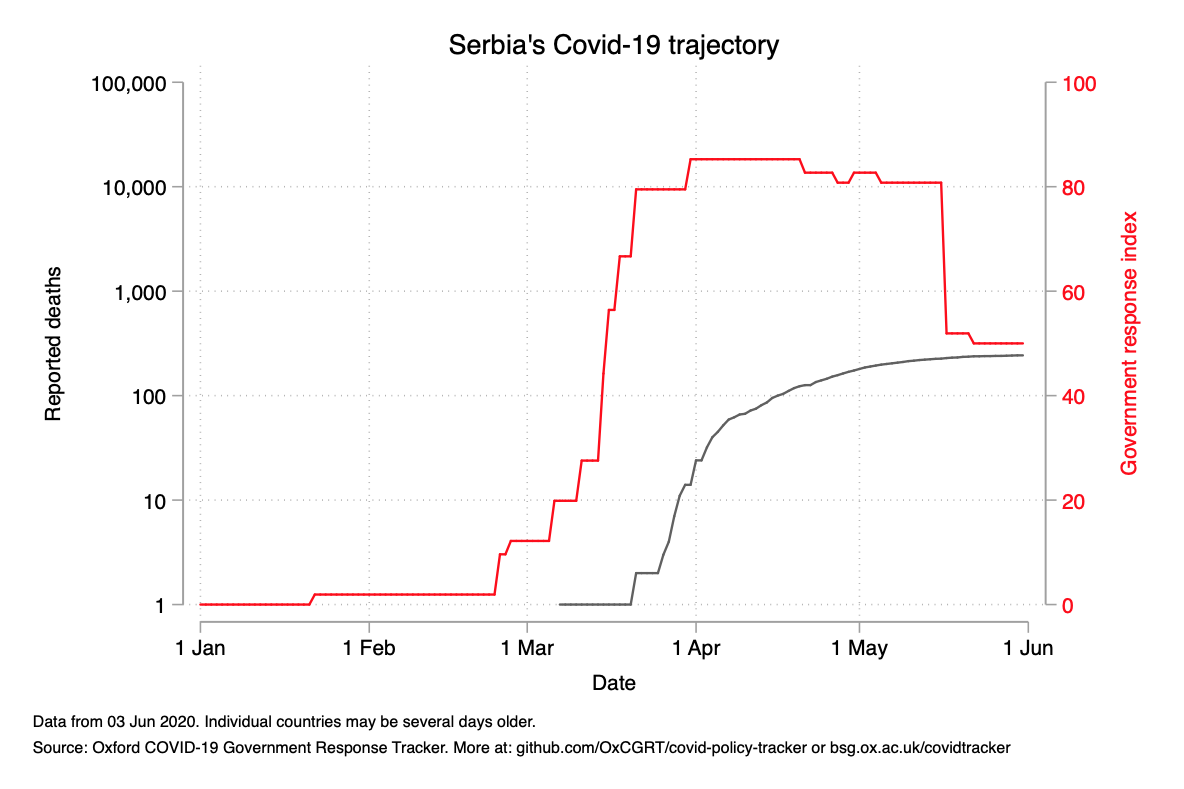 Serbia's Covid-19 trajectory
100,000
10,000
1,000
100
10
1
Reported deaths
100
80
60
40
20
0
Government response index
1 Jan 1 Feb 1 Mar 1 Apr 1 May 1 Jun
Date
Data from 03 Jun 2020. Individual countries may be several days older.
Source: Oxford COVID-19 Government Response Tracker. More at: github.com/OxCGRT/covid-policy-tracker or bsg.ox.ac.uk/covidtracker